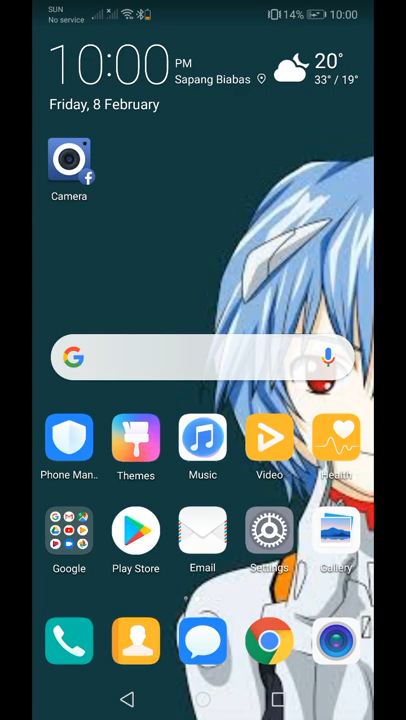 SUN
No service
14%
10:00
10:00 PM
Sapang Biabas
20°
33° / 19°
Friday, 8 February
f
Camera
G
Phone Man..
Themes
Music
Video
Health
Google
Play Store
Email
Settings
Gallery